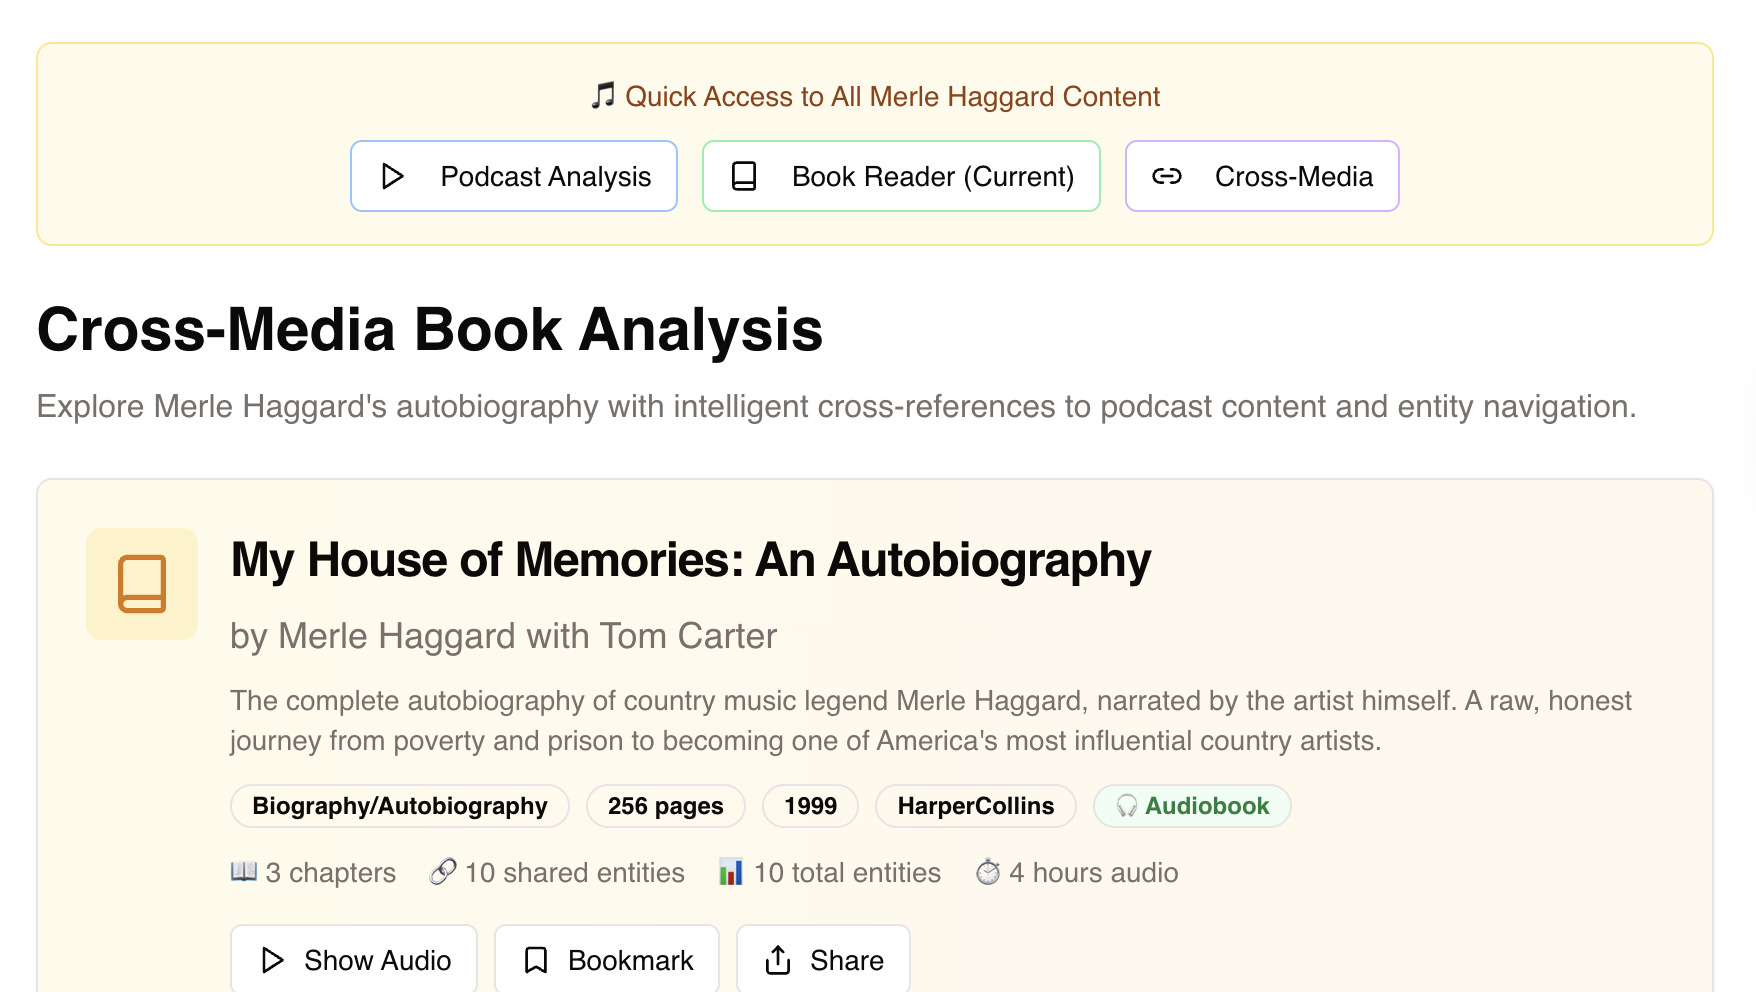 🎵 Quick Access to All Merle Haggard Content
Podcast Analysis
Book Reader (Current)
Cross-Media
Cross-Media Book Analysis
Explore Merle Haggard's autobiography with intelligent cross-references to podcast content and entity navigation.
My House of Memories: An Autobiography
by Merle Haggard with Tom Carter
The complete autobiography of country music legend Merle Haggard, narrated by the artist himself. A raw, honest
journey from poverty and prison to becoming one of America's most influential country artists.
Biography/Autobiography
256 pages
1999
HarperCollins
🎧 Audiobook
📖 3 chapters
🔗 10 shared entities
📊 10 total entities
⏱️ 4 hours audio
Show Audio
Bookmark
Share